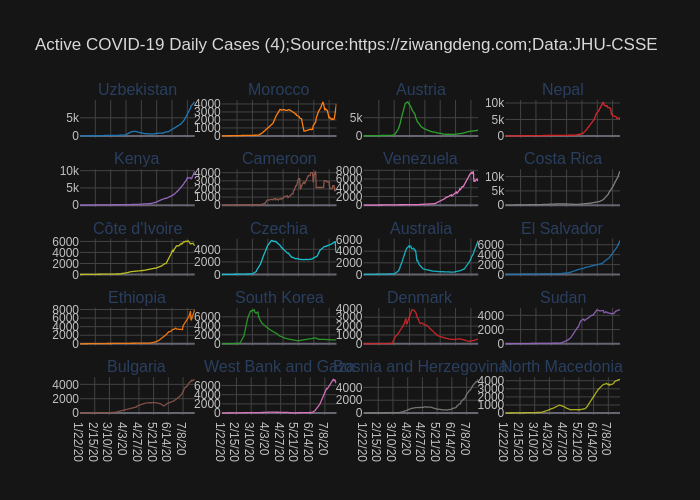 Active COVID-19 Daily Cases (4);Source:https://ziwangdeng.com;Data:JHU-CSSE
Uzbekistan Morocco Austria Nepal
5k 0 4000 3000 2000 1000 0 5k 0 10k 5k 0
Kenya Cameroon Venezuela Costa Rica
10k 5k 0 4000 3000 2000 1000 0 8000 6000 4000 2000 0 10k 5k 0
Côte d'Ivoire Czechia Australia El Salvador
6000 4000 2000 0 4000 2000 0 6000 4000 2000 0 6000 4000 2000 0
Ethiopia South Korea Denmark Sudan
8000 6000 4000 2000 0 6000 4000 2000 0 4000 3000 2000 1000 0 4000 2000 0
Bulgaria West Bank and Gaza Bosnia and Herzegovina North Macedonia
4000 2000 0 6000 4000 2000 0 4000 2000 0 4000 3000 2000 1000 0
1/22/20 2/15/20 3/10/20 4/3/20 4/27/20 5/21/20 6/14/20 7/8/20 1/22/20 2/15/20 3/10/20 4/3/20 4/27/20 5/21/20 6/14/20 7/8/20 1/22/20 2/15/20 3/10/20 4/3/20 4/27/20 5/21/20 6/14/20 7/8/20 1/22/20 2/15/20 3/10/20 4/3/20 4/27/20 5/21/20 6/14/20 7/8/20